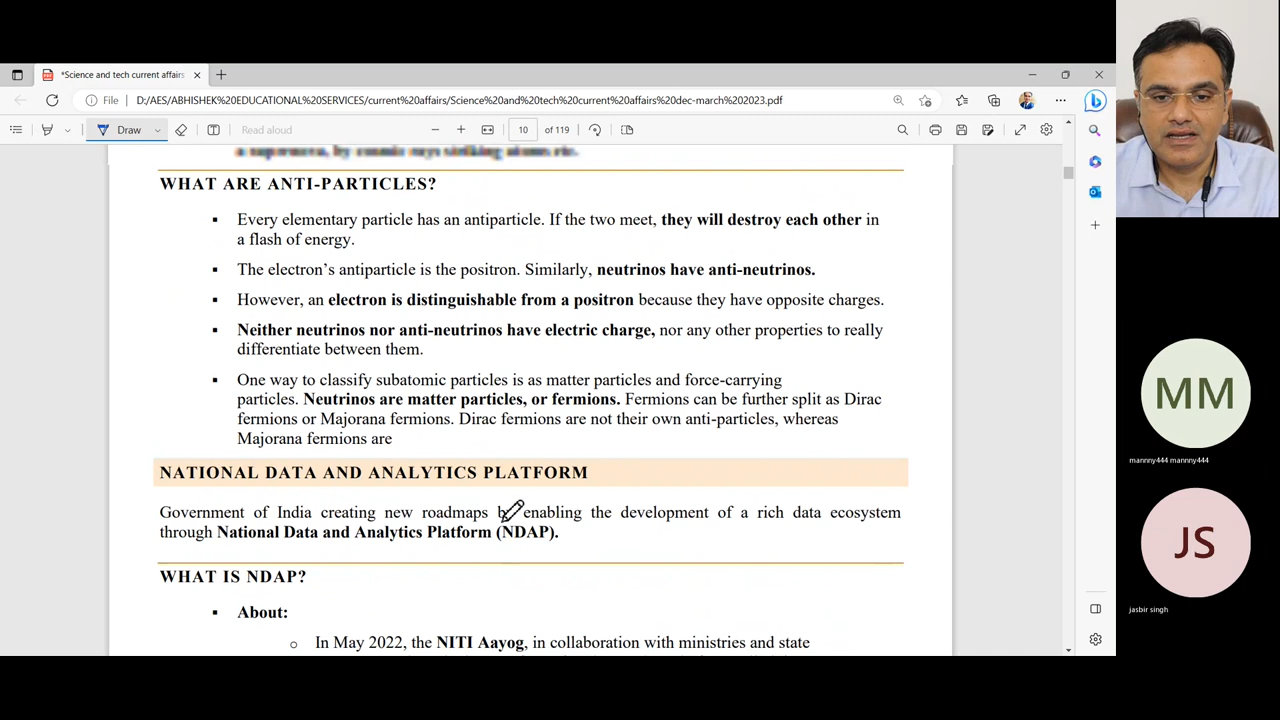 *Science and tech current affairs
File
D:/AES/ABHISHEK%20EDUCATIONAL%20SERVICES/current%20affairs/Science%20and%20tech%20current%20affairs%20dec-march%202023.pdf
Draw
Read aloud
10 of 119
a supernova, by cosmic rays striking atoms etc.
WHAT ARE ANTI-PARTICLES?
▪ Every elementary particle has an antiparticle. If the two meet, they will destroy each other in
a flash of energy.
▪ The electron's antiparticle is the positron. Similarly, neutrinos have anti-neutrinos.
▪ However, an electron is distinguishable from a positron because they have opposite charges.
▪ Neither neutrinos nor anti-neutrinos have electric charge, nor any other properties to really
differentiate between them.
▪ One way to classify subatomic particles is as matter particles and force-carrying
particles. Neutrinos are matter particles, or fermions. Fermions can be further split as Dirac
fermions or Majorana fermions. Dirac fermions are not their own anti-particles, whereas
Majorana fermions are
NATIONAL DATA AND ANALYTICS PLATFORM
Government of India creating new roadmaps by enabling the development of a rich data ecosystem
through National Data and Analytics Platform (NDAP).
WHAT IS NDAP?
▪ About:
o In May 2022, the NITI Aayog, in collaboration with ministries and state
MM
mannny444 mannny444
JS
jasbir singh